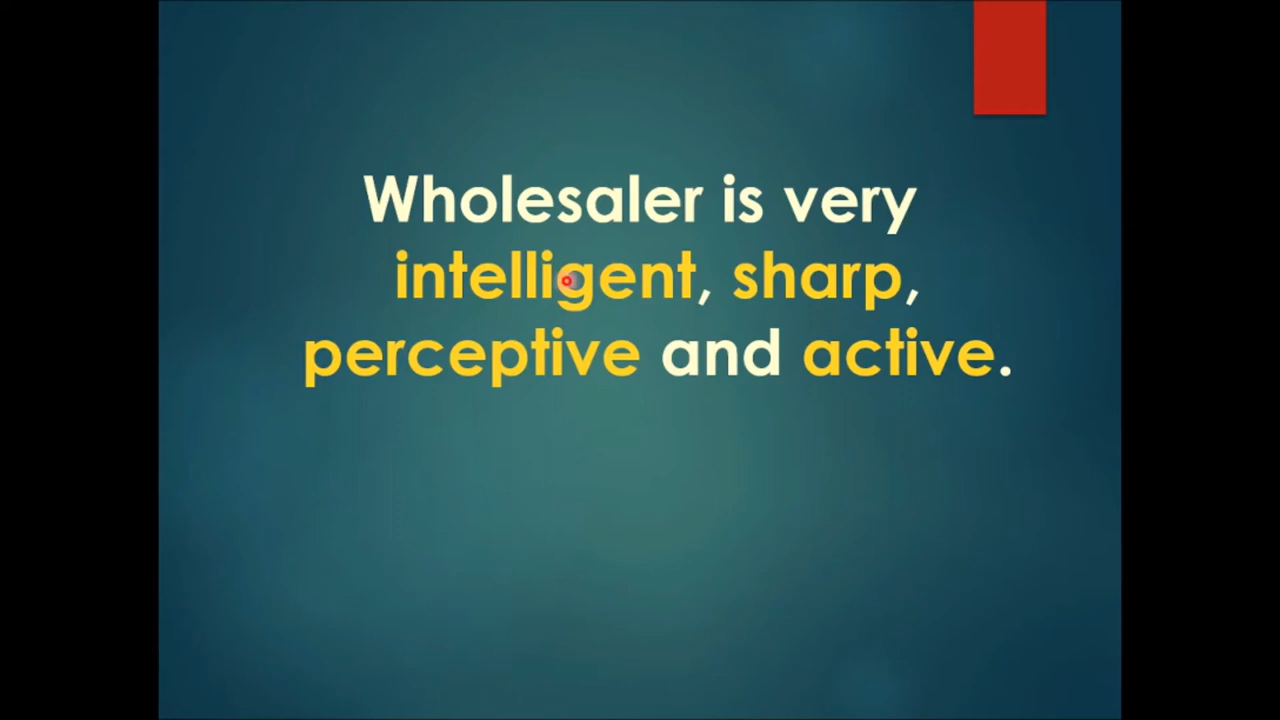 Wholesaler is very
intelligent, sharp,
perceptive and active.